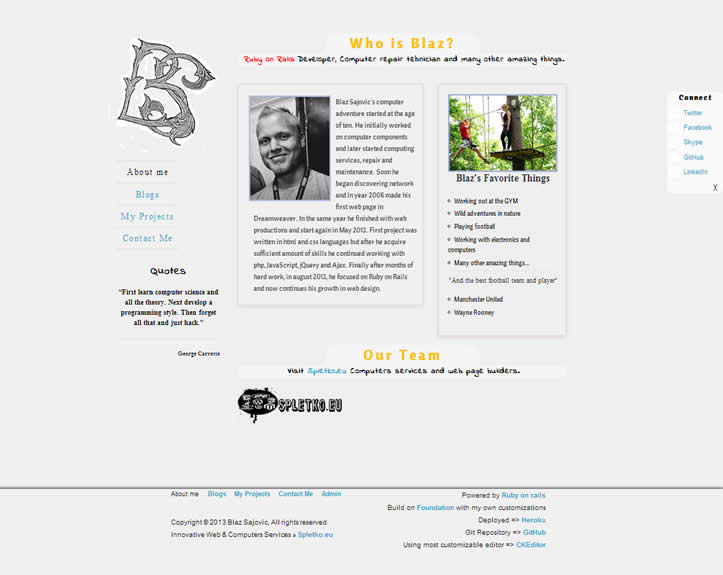 Who is Blaz?
Ruby on Rails Developer, Computer repair tehnician and many other amazing things.
About me
Blogs
My Projects
Contact Me
Quotes
“First learn computer science and
all the theory. Next develop a
programming style. Then forget
all that and just hack.”
George Carrette
Blaz Sajovic's computer
adventure started at the age
of ten. He initially worked
on computer components
and later started computing
services, repair and
maintenance. Soon he
began discovering network
and in year 2006 made his
first web page in
Dreamweaver. In the same year he finished with web
productions and start again in May 2013. First project was
written in html and css languages but after he acquire
sufficient amount of skills he continued working with
php, JavaScript, jQuery and Ajax. Finally after months of
hard work, in august 2013, he focused on Ruby on Rails
and now continues his growth in web design.
Blaz's Favorite Things
Working out at the GYM
Wild adventures in nature
Playing football
Working with electronics and
computers
Many other amazing things...
"And the best football team and player"
Manchester United
Wayne Rooney
Connect
Twitter
Facebook
Skype
GitHub
LinkedIn
X
Our Team
Visit Spletko.eu Computers services and web page builders.
SPLETKO.EU
About me Blogs My Projects Contact Me Admin
Copyright © 2013 Blaz Sajovic, All rights reserved.
Innovative Web & Computers Services » Spletko.eu
Powered by Ruby on rails
Build on Foundation with my own customizations
Deployed => Heroku
Git Repository => GitHub
Using most customizable editor => CKEditor